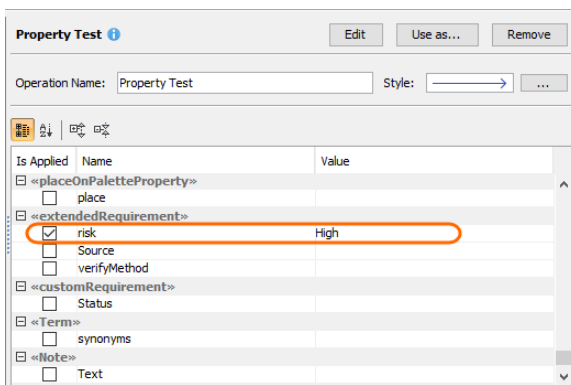 Property Test
Edit
Use as...
Remove
Operation Name: Property Test
Style:
...
Is Applied Name Value
«placeOnPaletteProperty»
place
«extendedRequirement»
risk High
Source
verifyMethod
«customRequirement»
Status
«Term»
synonyms
«Note»
Text